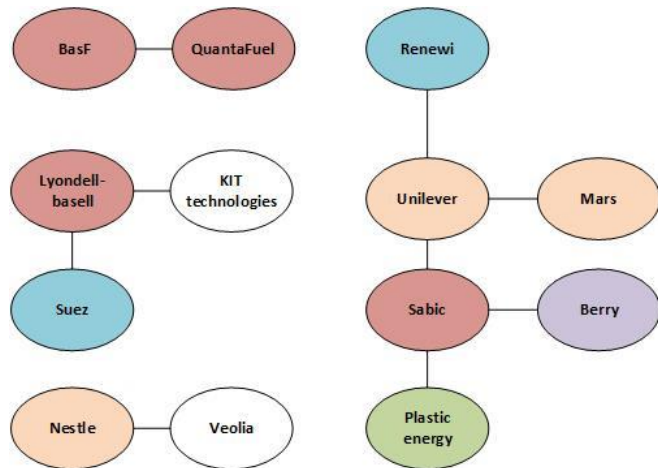 BasF
QuantaFuel
Renewi
Lyondell-
basell
KIT
technologies
Unilever
Mars
Suez
Sabic
Berry
Nestle
Veolia
Plastic
energy